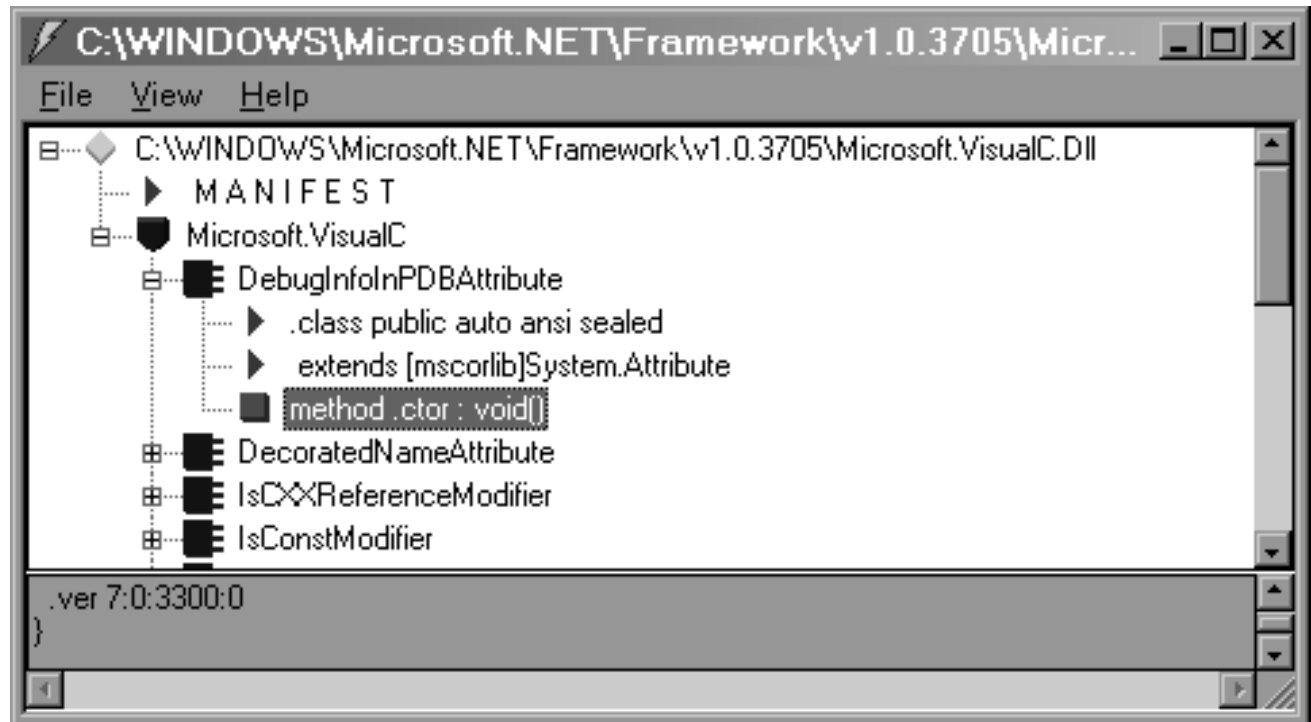 C:\WINDOWS\Microsoft.NET\Framework\v1.0.3705\Micr...
File View Help
C:\WINDOWS\Microsoft.NET\Framework\v1.0.3705\Microsoft.VisualC.Dll
M A N I F E S T
Microsoft.VisualC
DebugInfoInPDBAttribute
.class public auto ansi sealed
extends [mscorlib]System.Attribute
method .ctor : void()
DecoratedNameAttribute
IsCXXReferenceModifier
IsConstModifier
.ver 7:0:3300:0
}